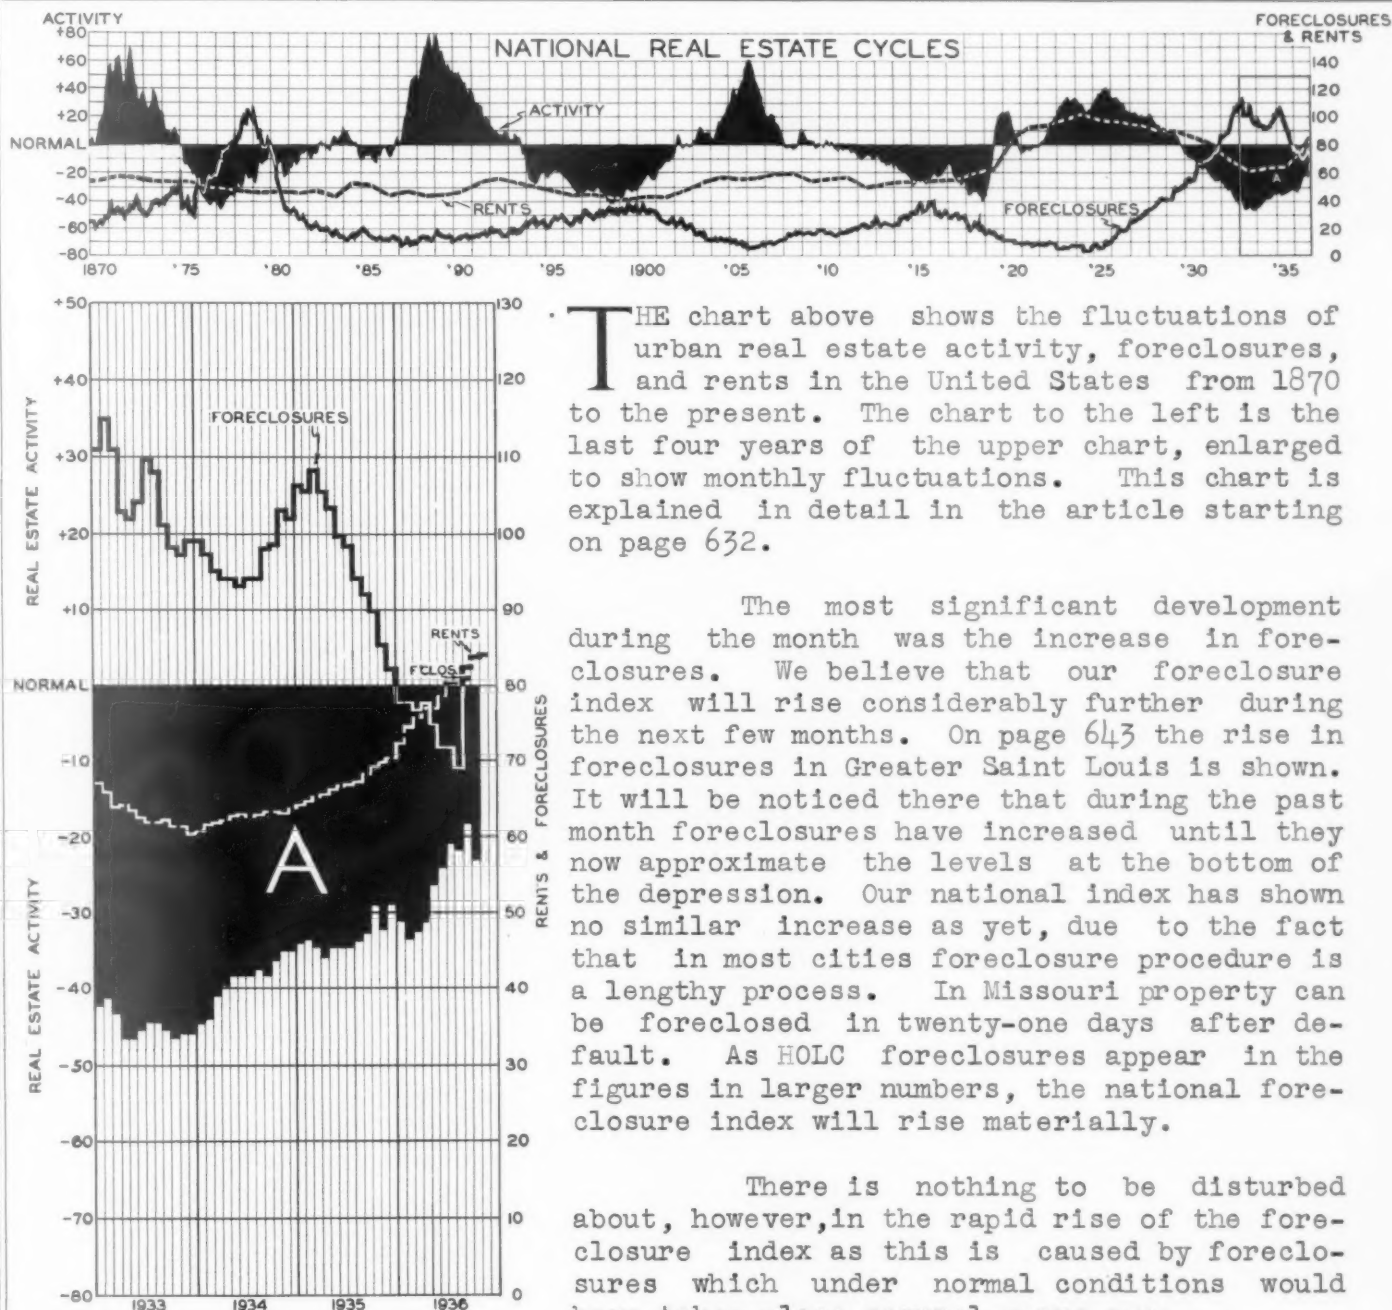 ACTIVITY
FORECLOSURES
& RENTS
NATIONAL REAL ESTATE CYCLES
+80
+60
+40
+20
NORMAL
-20
-40
-60
-80
140
120
100
80
60
40
20
0
ACTIVITY
RENTS
FORECLOSURES
A
1870 '75 '80 '85 '90 '95 1900 '05 '10 '15 '20 '25 '30 '35
+50
+40
+30
+20
+10
NORMAL
-10
-20
-30
-40
-50
-60
-70
-80
REAL ESTATE ACTIVITY
REAL ESTATE ACTIVITY
FORECLOSURES
RENTS
F'CLOS.
A
130
120
110
100
90
80
70
60
50
40
30
20
10
0
RENTS & FORECLOSURES
1933 1934 1935 1936
THE chart above shows the fluctuations of
urban real estate activity, foreclosures,
and rents in the United States from 1870
to the present. The chart to the left is the
last four years of the upper chart, enlarged
to show monthly fluctuations. This chart is
explained in detail in the article starting
on page 632.
The most significant development
during the month was the increase in fore-
closures. We believe that our foreclosure
index will rise considerably further during
the next few months. On page 643 the rise in
foreclosures in Greater Saint Louis is shown.
It will be noticed there that during the past
month foreclosures have increased until they
now approximate the levels at the bottom of
the depression. Our national index has shown
no similar increase as yet, due to the fact
that in most cities foreclosure procedure is
a lengthy process. In Missouri property can
be foreclosed in twenty-one days after de-
fault. As HOLC foreclosures appear in the
figures in larger numbers, the national fore-
closure index will rise materially.
There is nothing to be disturbed
about, however,in the rapid rise of the fore-
closure index as this is caused by foreclo-
sures which under normal conditions would